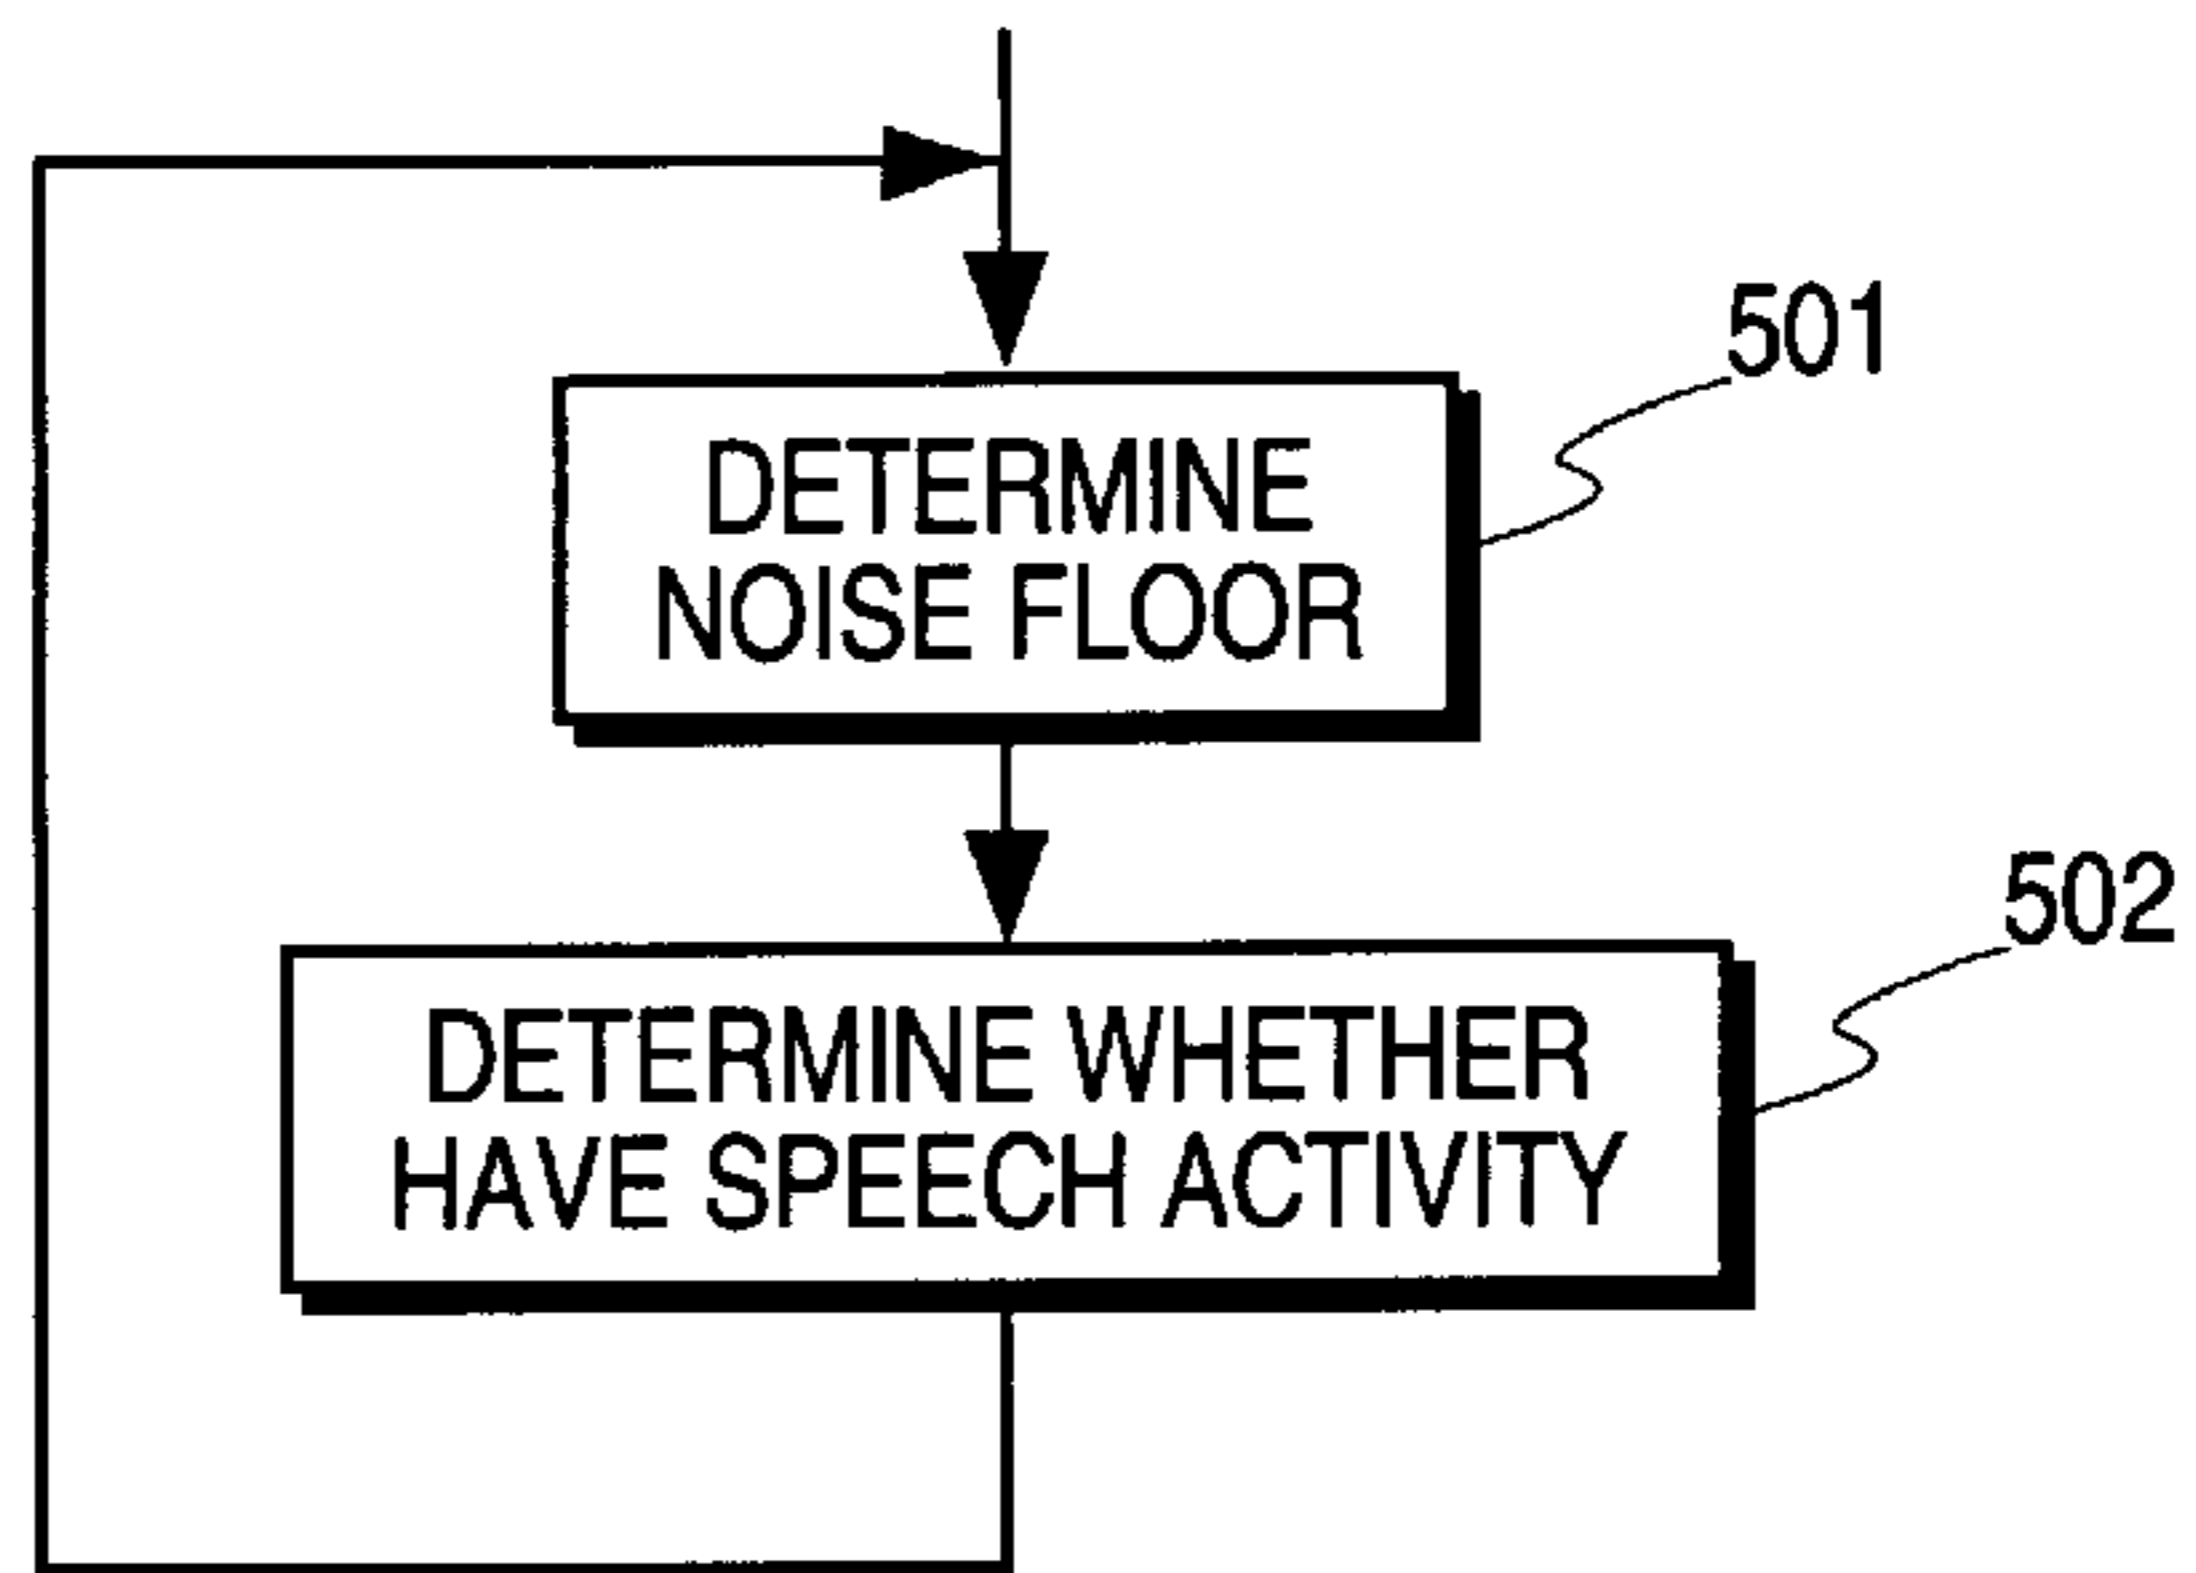 501
DETERMINE
NOISE FLOOR
502
DETERMINE WHETHER
HAVE SPEECH ACTIVITY